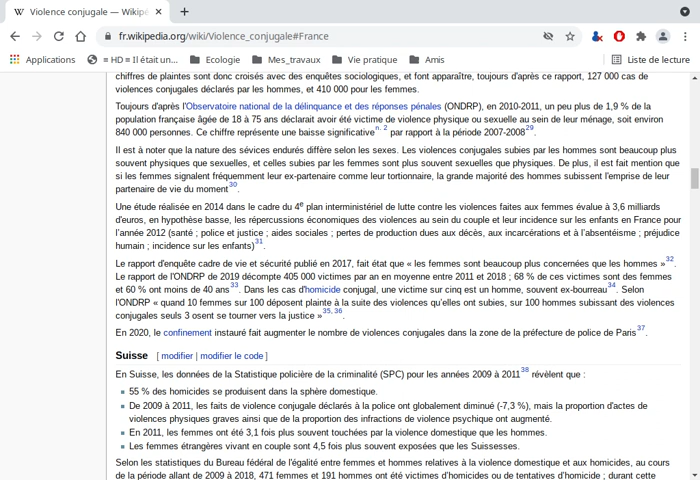 W Violence conjugale — Wikipé × +
fr.wikipedia.org/wiki/Violence_conjugale#France
Applications = HD = Il était un... Ecologie Mes_travaux Vie pratique Amis Liste de lecture
chiffres de plaintes sont donc croisés avec des enquêtes sociologiques, et font apparaître, toujours d'après ce rapport, 127 000 cas de
violences conjugales déclarés par les hommes, et 410 000 pour les femmes.
Toujours d'après l'Observatoire national de la délinquance et des réponses pénales (ONDRP), en 2010-2011, un peu plus de 1,9 % de la
population française âgée de 18 à 75 ans déclarait avoir été victime de violence physique ou sexuelle au sein de leur ménage, soit environ
840 000 personnes. Ce chiffre représente une baisse significative n. 2 par rapport à la période 2007-2008 29.
Il est à noter que la nature des sévices endurés diffère selon les sexes. Les violences conjugales subies par les hommes sont beaucoup plus
souvent physiques que sexuelles, et celles subies par les femmes sont plus souvent sexuelles que physiques. De plus, il est fait mention que
si les femmes signalent fréquemment leur ex-partenaire comme leur tortionnaire, la grande majorité des hommes subissent l'emprise de leur
partenaire de vie du moment 30.
Une étude réalisée en 2014 dans le cadre du 4e plan interministériel de lutte contre les violences faites aux femmes évalue à 3,6 milliards
d'euros, en hypothèse basse, les répercussions économiques des violences au sein du couple et leur incidence sur les enfants en France pour
l'année 2012 (santé ; police et justice ; aides sociales ; pertes de production dues aux décès, aux incarcérations et à l'absentéisme ; préjudice
humain ; incidence sur les enfants) 31.
Le rapport d'enquête cadre de vie et sécurité publié en 2017, fait état que « les femmes sont beaucoup plus concernées que les hommes » 32.
Le rapport de l'ONDRP de 2019 décompte 405 000 victimes par an en moyenne entre 2011 et 2018 ; 68 % de ces victimes sont des femmes
et 60 % ont moins de 40 ans 33. Dans les cas d'homicide conjugal, une victime sur cinq est un homme, souvent ex-bourreau 34. Selon
l'ONDRP « quand 10 femmes sur 100 déposent plainte à la suite des violences qu'elles ont subies, sur 100 hommes subissant des violences
conjugales seuls 3 osent se tourner vers la justice » 35, 36.
En 2020, le confinement instauré fait augmenter le nombre de violences conjugales dans la zone de la préfecture de police de Paris 37.
Suisse [ modifier | modifier le code ]
En Suisse, les données de la Statistique policière de la criminalité (SPC) pour les années 2009 à 2011 38 révèlent que :
55 % des homicides se produisent dans la sphère domestique.
De 2009 à 2011, les faits de violence conjugale déclarés à la police ont globalement diminué (-7,3 %), mais la proportion d'actes de
violences physiques graves ainsi que de la proportion des infractions de violence psychique ont augmenté.
En 2011, les femmes ont été 3,1 fois plus souvent touchées par la violence domestique que les hommes.
Les femmes étrangères vivant en couple sont 4,5 fois plus souvent exposées que les Suissesses.
Selon les statistiques du Bureau fédéral de l'égalité entre femmes et hommes relatives à la violence domestique et aux homicides, au cours
de la période allant de 2009 à 2018, 471 femmes et 191 hommes ont été victimes d'homicides ou de tentatives d'homicide ; durant cette